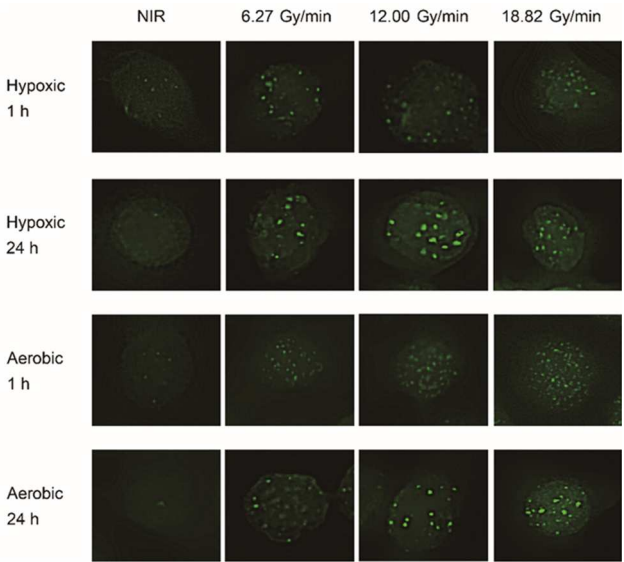 NIR 6.27 Gy/min 12.00 Gy/min 18.82 Gy/min
Hypoxic
1 h
Hypoxic
24 h
Aerobic
1 h
Aerobic
24 h